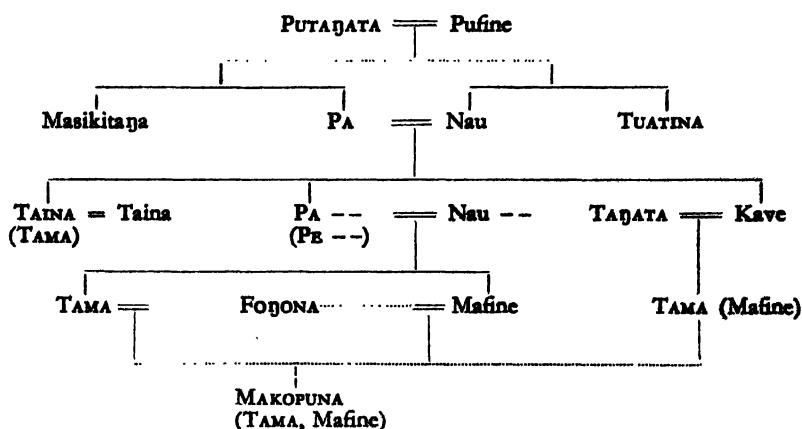 PUTAŊATA Pufine
Masikitaŋa PA Nau TUATINA
TAINA = Taina PA -- Nau -- TAŊATA Kave
(TAMA) (PE --)
TAMA FOŊONA Mafine TAMA (Mafine)
MAKOPUNA
(TAMA, Mafine)